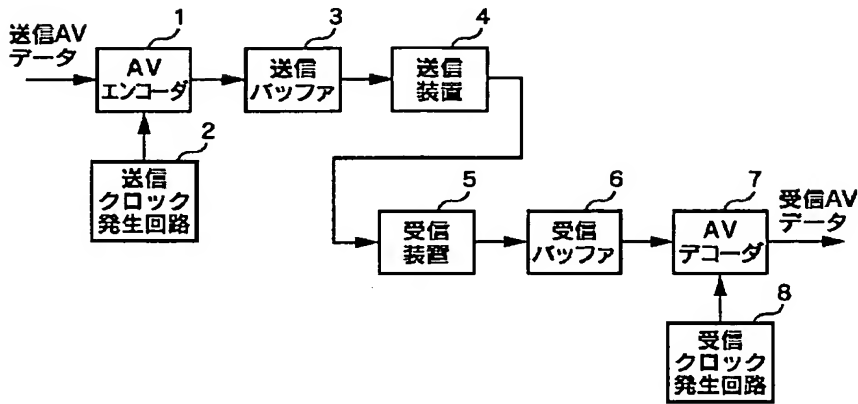 送信AV
データ
1
AV
エンコーダ
3
送信
バッファ
4
送信
装置
2
送信
クロック
発生回路
5
受信
装置
6
受信
バッファ
7
AV
デコーダ
受信AV
データ
8
受信
クロック
発生回路